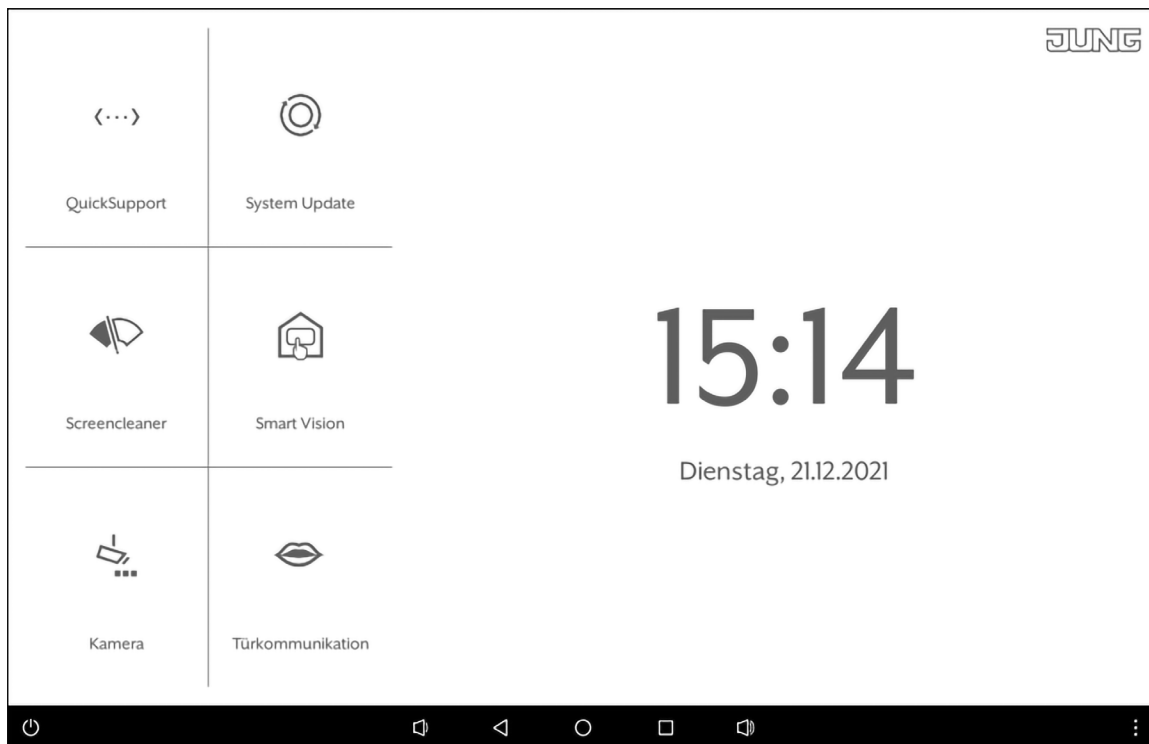 JUNG
QuickSupport
System Update
15:14
Dienstag, 21.12.2021
Screencleaner
Smart Vision
Kamera
Türkommunikation